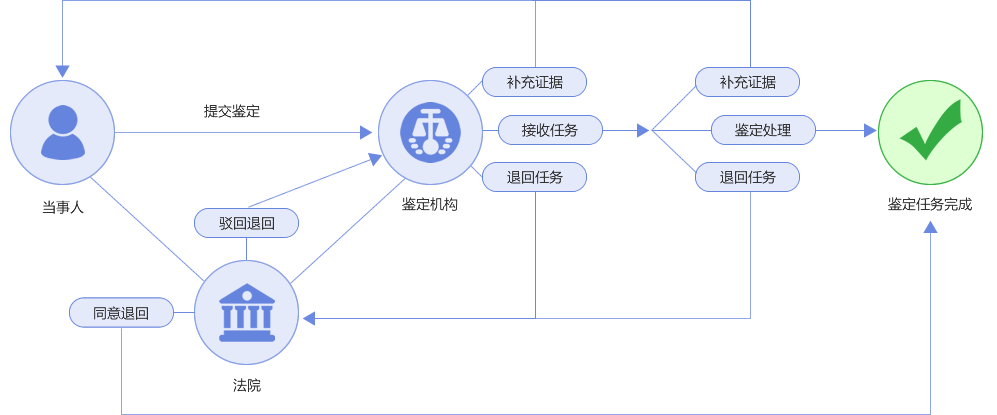 补充证据
补充证据
提交鉴定
接收任务
鉴定处理
退回任务
退回任务
当事人
鉴定机构
鉴定任务完成
驳回退回
同意退回
法院